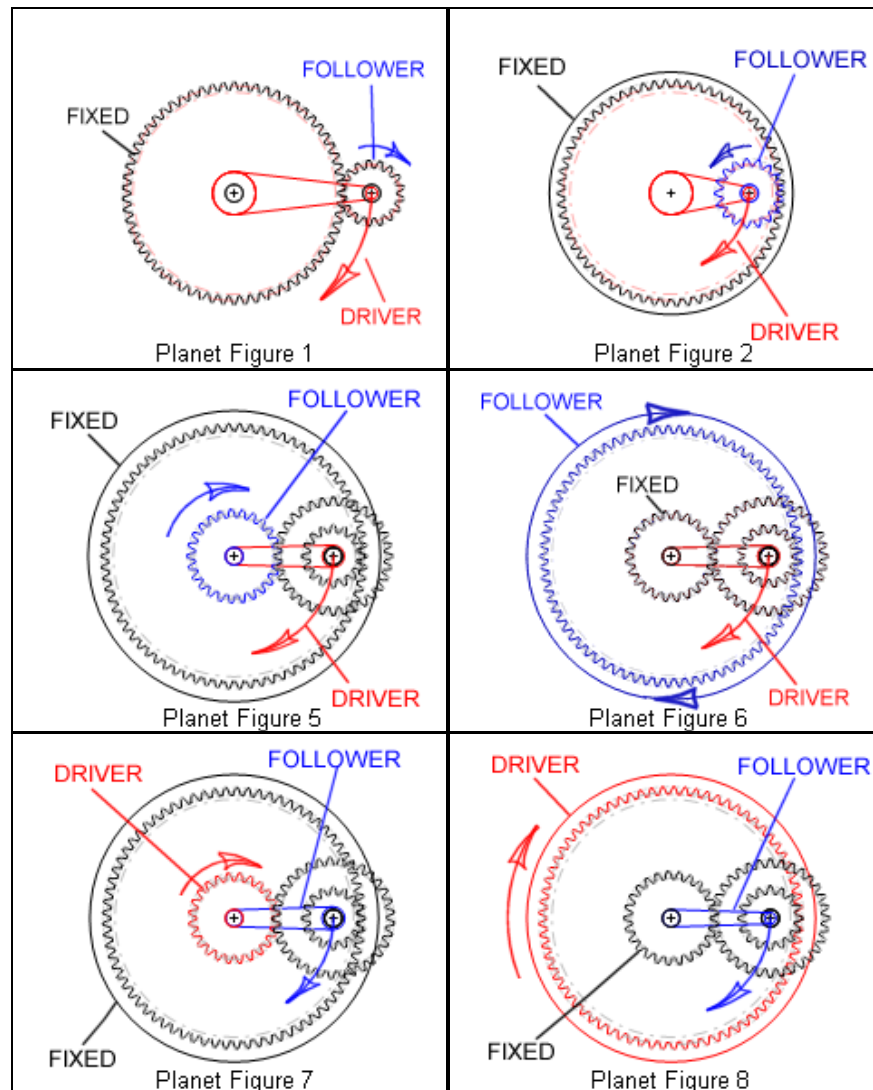 FOLLOWER
FIXED
DRIVER
Planet Figure 1
FOLLOWER
FIXED
DRIVER
Planet Figure 2
FOLLOWER
FIXED
DRIVER
Planet Figure 5
FOLLOWER
FIXED
DRIVER
Planet Figure 6
FOLLOWER
DRIVER
FIXED
Planet Figure 7
DRIVER
FOLLOWER
FIXED
Planet Figure 8